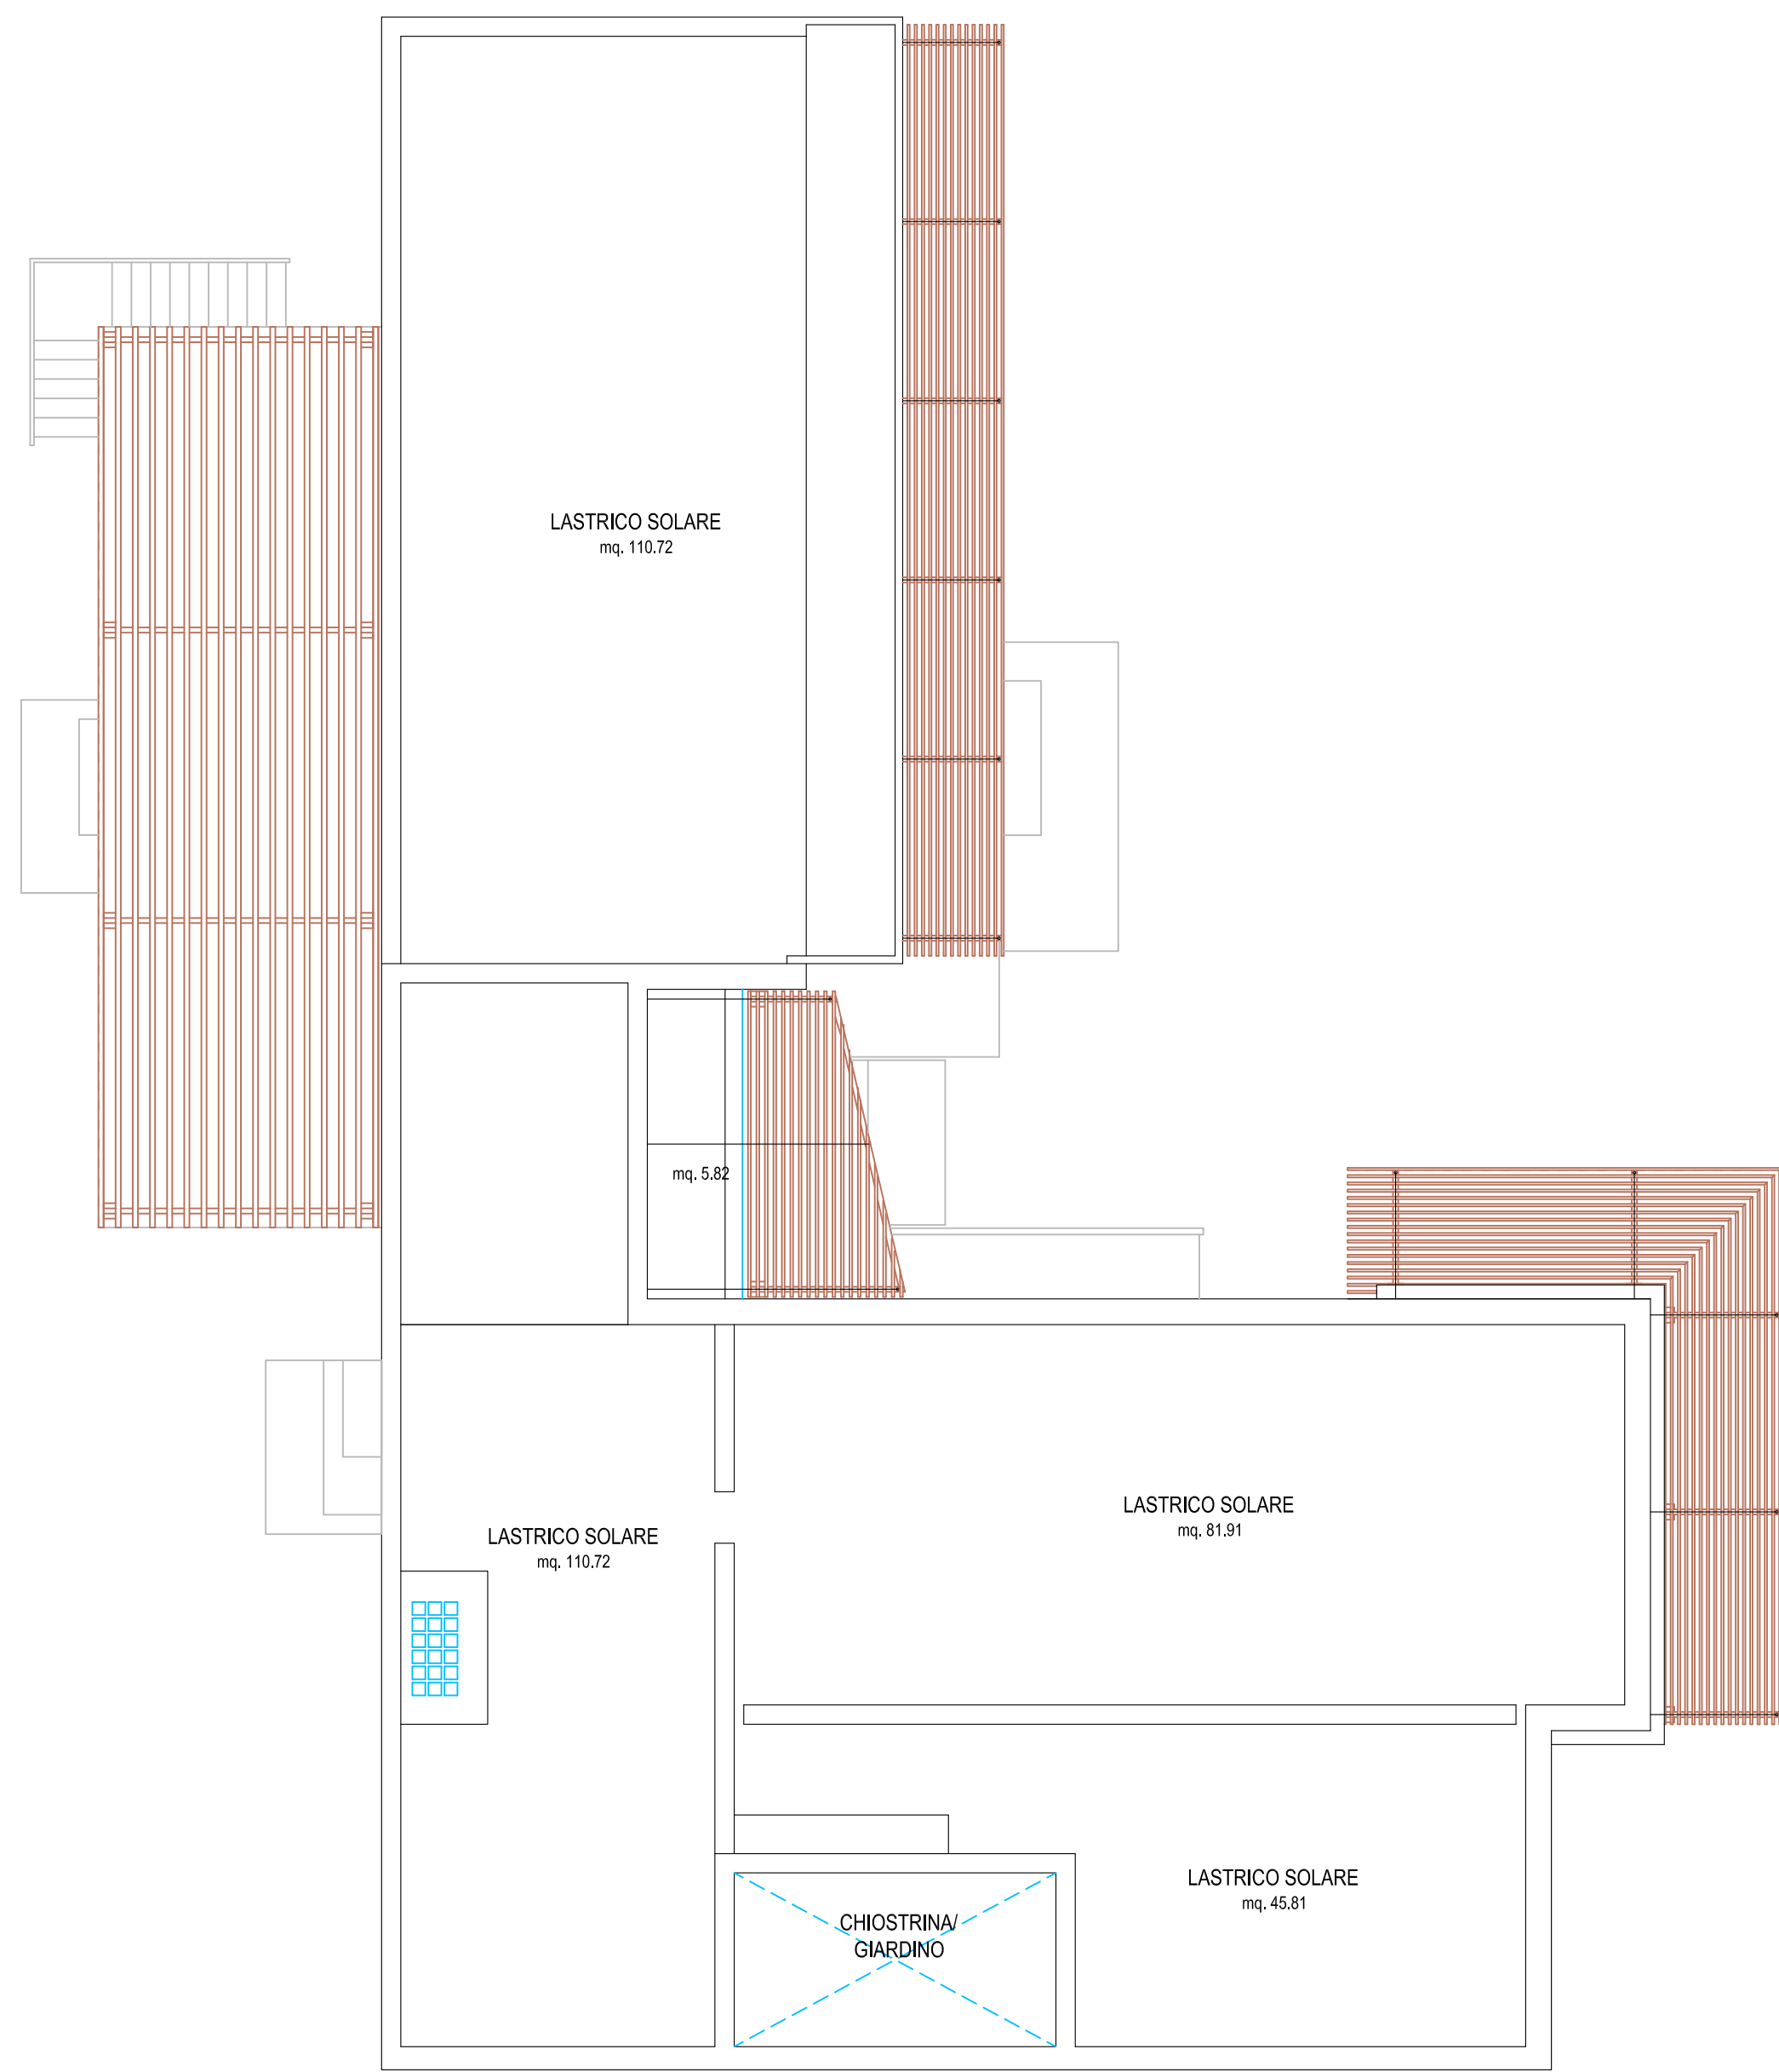 LASTRICO SOLARE
mq. 110.72
mq. 5.82
LASTRICO SOLARE
mq. 81.91
LASTRICO SOLARE
mq. 110.72
LASTRICO SOLARE
mq. 45.81
CHIOSTRINA/
GIARDINO